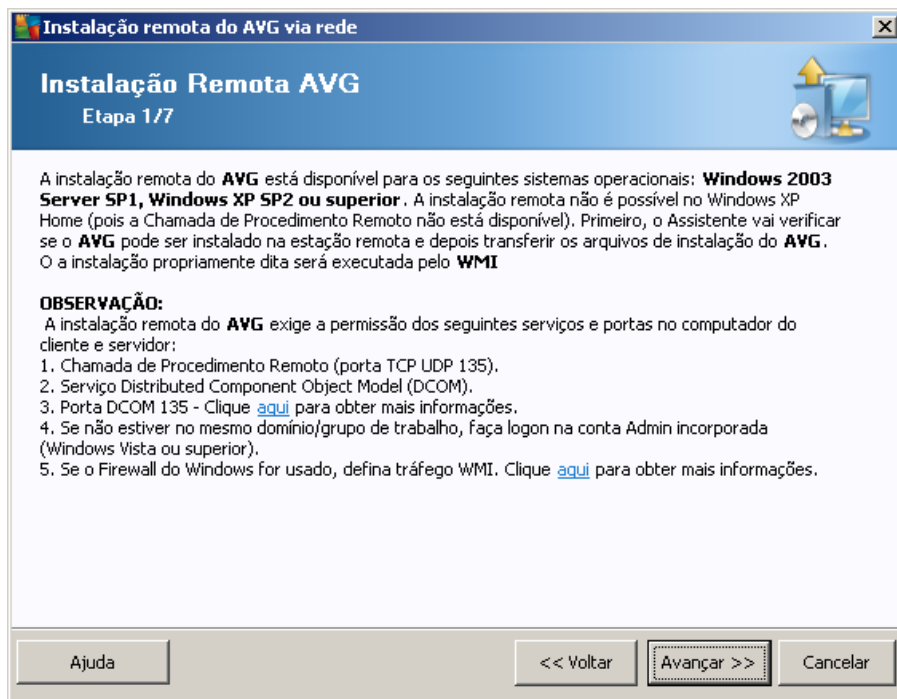 Instalação remota do AVG via rede
Instalação Remota AVG
Etapa 1/7
A instalação remota do AVG está disponível para os seguintes sistemas operacionais: Windows 2003
Server SP1, Windows XP SP2 ou superior. A instalação remota não é possível no Windows XP
Home (pois a Chamada de Procedimento Remoto não está disponível). Primeiro, o Assistente vai verificar
se o AVG pode ser instalado na estação remota e depois transferir os arquivos de instalação do AVG.
O a instalação propriamente dita será executada pelo WMI
OBSERVAÇÃO:
A instalação remota do AVG exige a permissão dos seguintes serviços e portas no computador do
cliente e servidor:
1. Chamada de Procedimento Remoto (porta TCP UDP 135).
2. Serviço Distributed Component Object Model (DCOM).
3. Porta DCOM 135 - Clique aqui para obter mais informações.
4. Se não estiver no mesmo domínio/grupo de trabalho, faça logon na conta Admin incorporada
(Windows Vista ou superior).
5. Se o Firewall do Windows for usado, defina tráfego WMI. Clique aqui para obter mais informações.
Ajuda
<< Voltar
Avançar >>
Cancelar